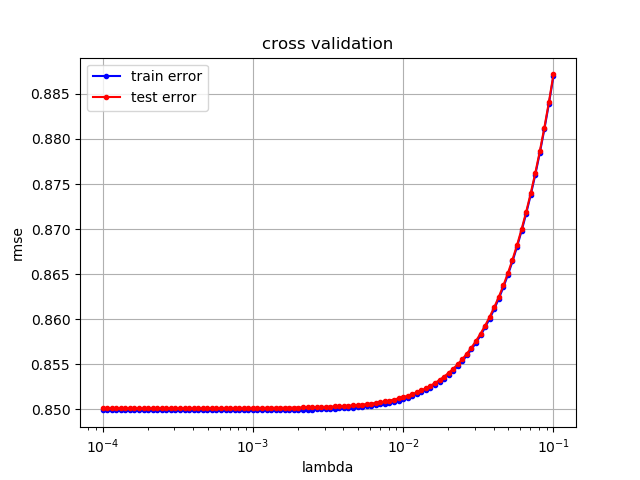 cross validation
train error
test error
rmse
0.885
0.880
0.875
0.870
0.865
0.860
0.855
0.850
10⁻⁴
10⁻³
10⁻²
10⁻¹
lambda